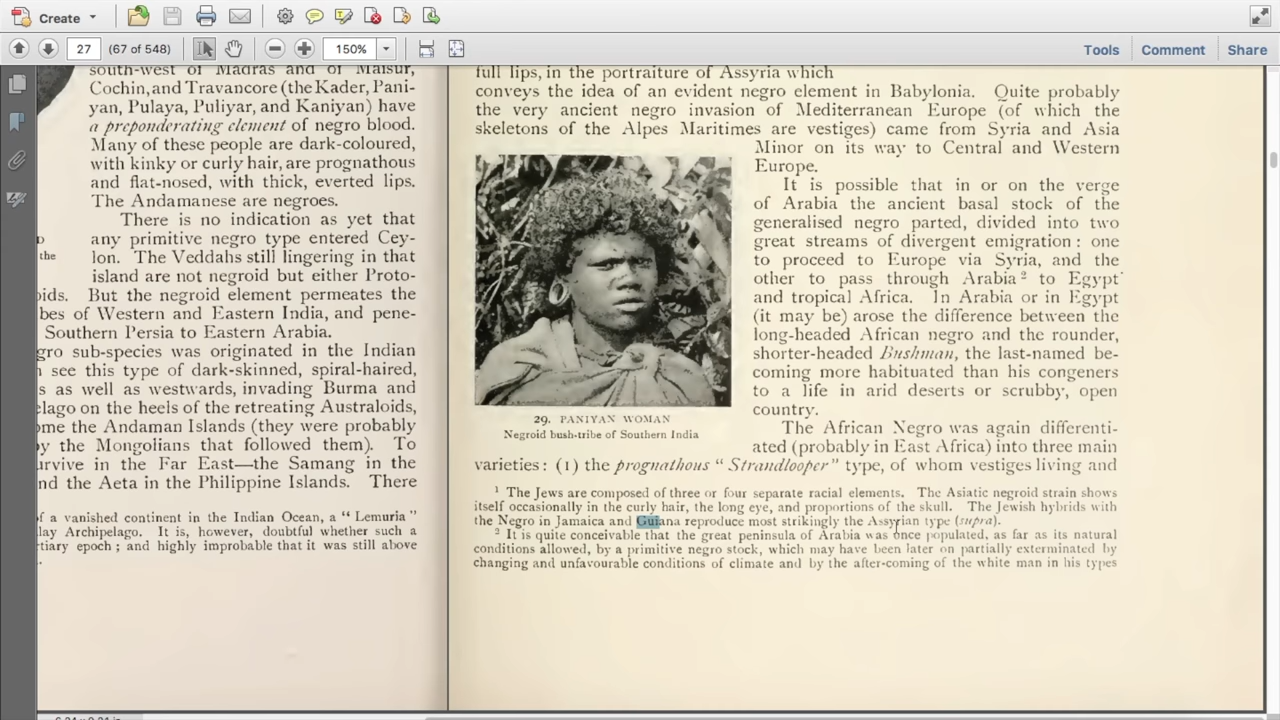 Create
27
(67 of 548)
150%
Tools
Comment
Share
south-west of Madras and of Maisur,
Cochin, and Travancore (the Kader, Pani-
yan, Pulaya, Puliyar, and Kaniyan) have
a preponderating element of negro blood.
Many of these people are dark-coloured,
with kinky or curly hair, are prognathous
and flat-nosed, with thick, everted lips.
The Andamanese are negroes.
There is no indication as yet that
any primitive negro type entered Cey-
the
lon. The Veddahs still lingering in that
island are not negroid but either Proto-
oids. But the negroid element permeates the
bes of Western and Eastern India, and pene-
Southern Persia to Eastern Arabia.
gro sub-species was originated in the Indian
see this type of dark-skinned, spiral-haired,
s as well as westwards, invading Burma and
elago on the heels of the retreating Australoids,
ome the Andaman Islands (they were probably
by the Mongolians that followed them). To
urvive in the Far East—the Samang in the
nd the Aeta in the Philippine Islands. There
of a vanished continent in the Indian Ocean, a "Lemuria"
lay Archipelago. It is, however, doubtful whether such a
tiary epoch; and highly improbable that it was still above
full lips, in the portraiture of Assyria which
conveys the idea of an evident negro element in Babylonia. Quite probably
the very ancient negro invasion of Mediterranean Europe (of which the
skeletons of the Alpes Maritimes are vestiges) came from Syria and Asia
Minor on its way to Central and Western
Europe.
It is possible that in or on the verge
of Arabia the ancient basal stock of the
generalised negro parted, divided into two
great streams of divergent emigration: one
to proceed to Europe via Syria, and the
other to pass through Arabia² to Egypt
and tropical Africa. In Arabia or in Egypt
(it may be) arose the difference between the
long-headed African negro and the rounder,
shorter-headed Bushman, the last-named be-
coming more habituated than his congeners
to a life in arid deserts or scrubby, open
country.
29. PANIYAN WOMAN
Negroid bush-tribe of Southern India
The African Negro was again differenti-
ated (probably in East Africa) into three main
varieties: (1) the prognathous "Strandlooper" type, of whom vestiges living and
¹ The Jews are composed of three or four separate racial elements. The Asiatic negroid strain shows
itself occasionally in the curly hair, the long eye, and proportions of the skull. The Jewish hybrids with
the Negro in Jamaica and Guiana reproduce most strikingly the Assyrian type (supra).
² It is quite conceivable that the great peninsula of Arabia was once populated, as far as its natural
conditions allowed, by a primitive negro stock, which may have been later on partially exterminated by
changing and unfavourable conditions of climate and by the after-coming of the white man in his types